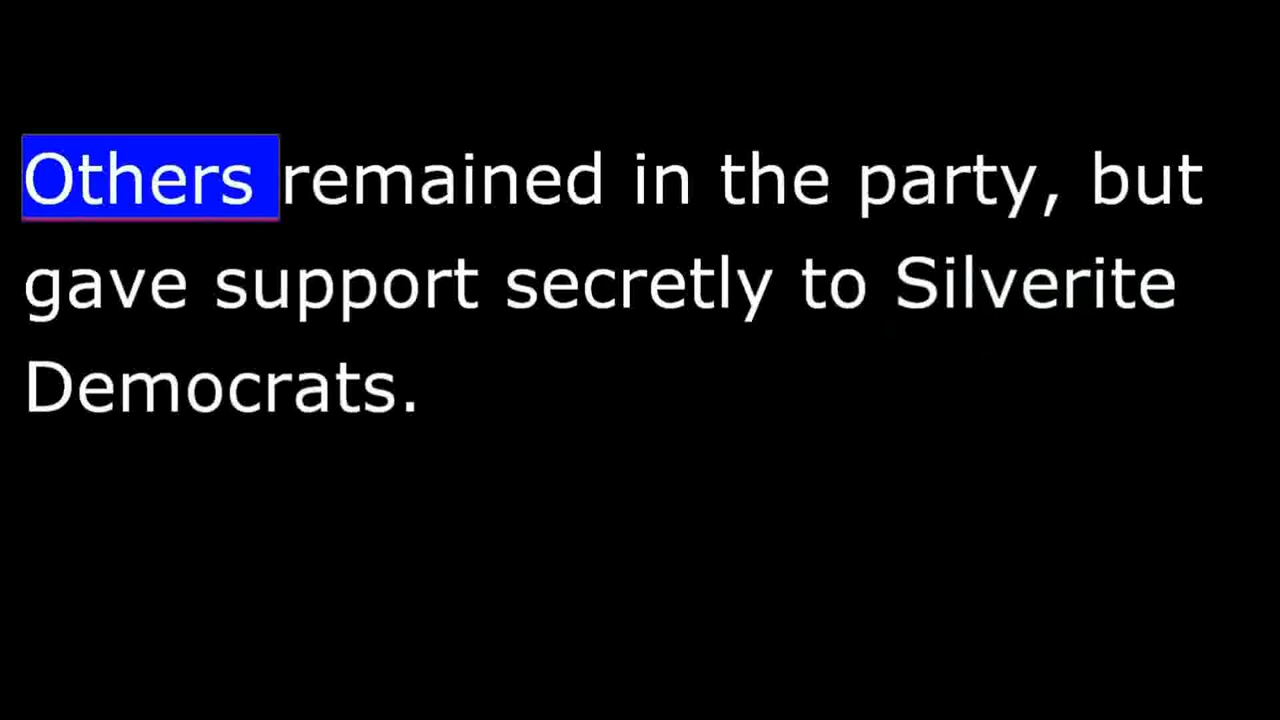 Others remained in the party, but
gave support secretly to Silverite
Democrats.